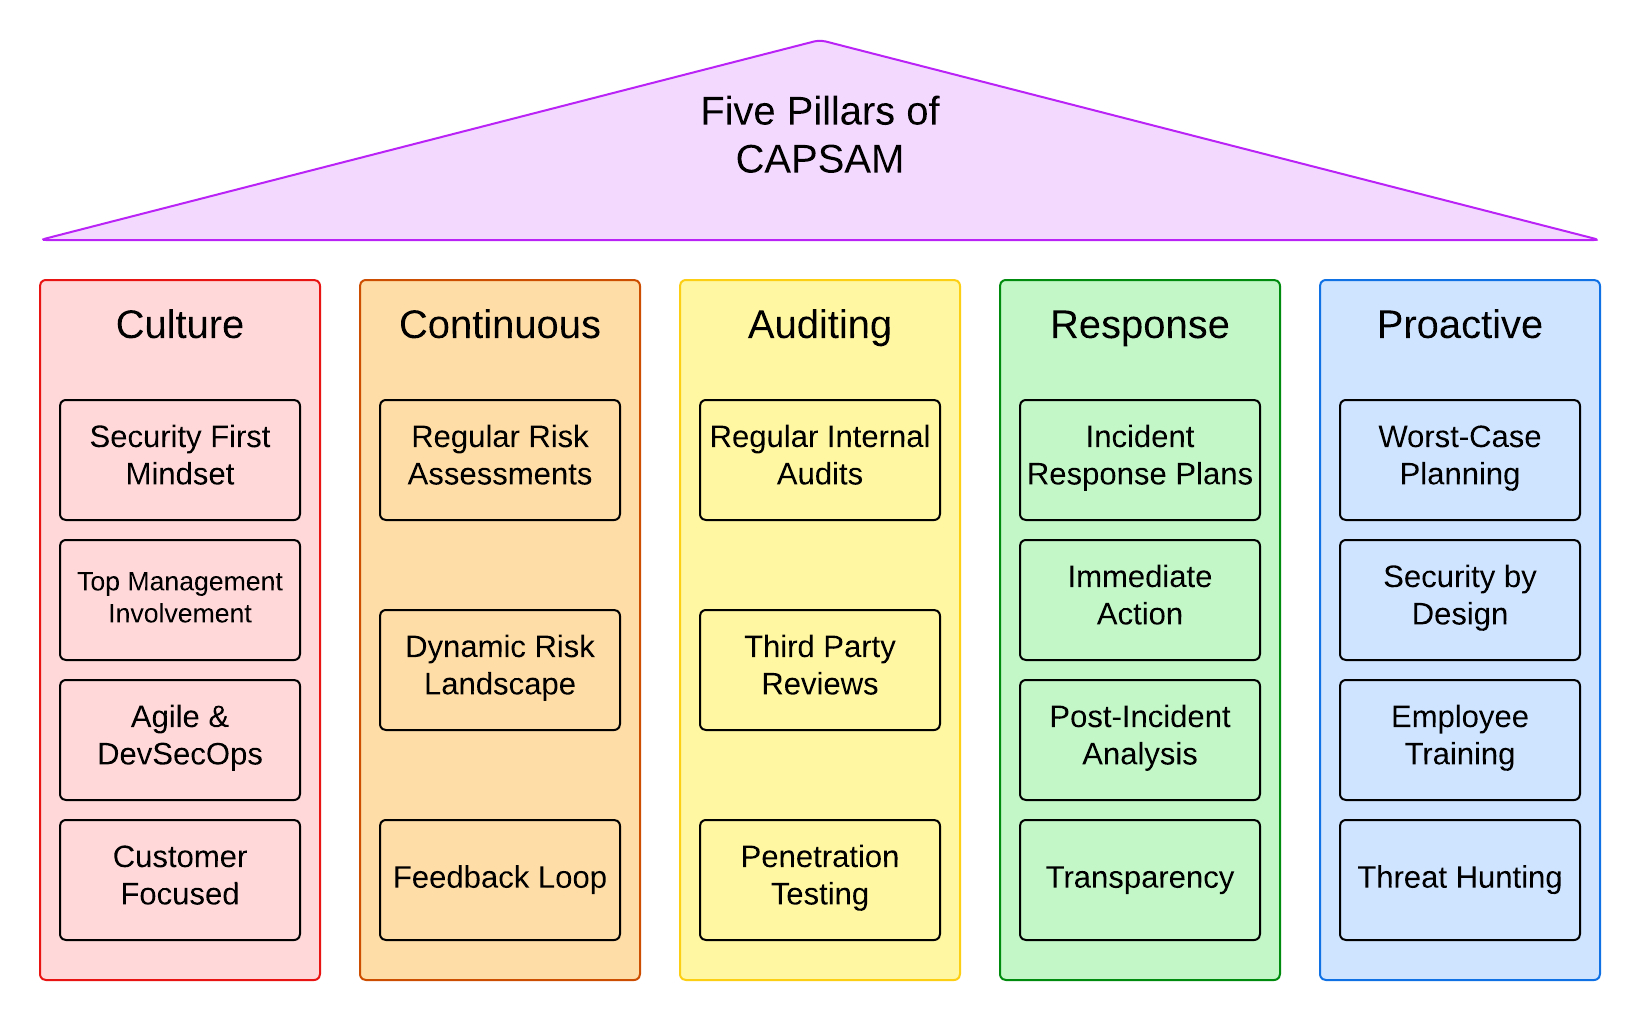 Five Pillars of
CAPSAM
Culture
Security First
Mindset
Top Management
Involvement
Agile &
DevSecOps
Customer
Focused
Continuous
Regular Risk
Assessments
Dynamic Risk
Landscape
Feedback Loop
Auditing
Regular Internal
Audits
Third Party
Reviews
Penetration
Testing
Response
Incident
Response Plans
Immediate
Action
Post-Incident
Analysis
Transparency
Proactive
Worst-Case
Planning
Security by
Design
Employee
Training
Threat Hunting